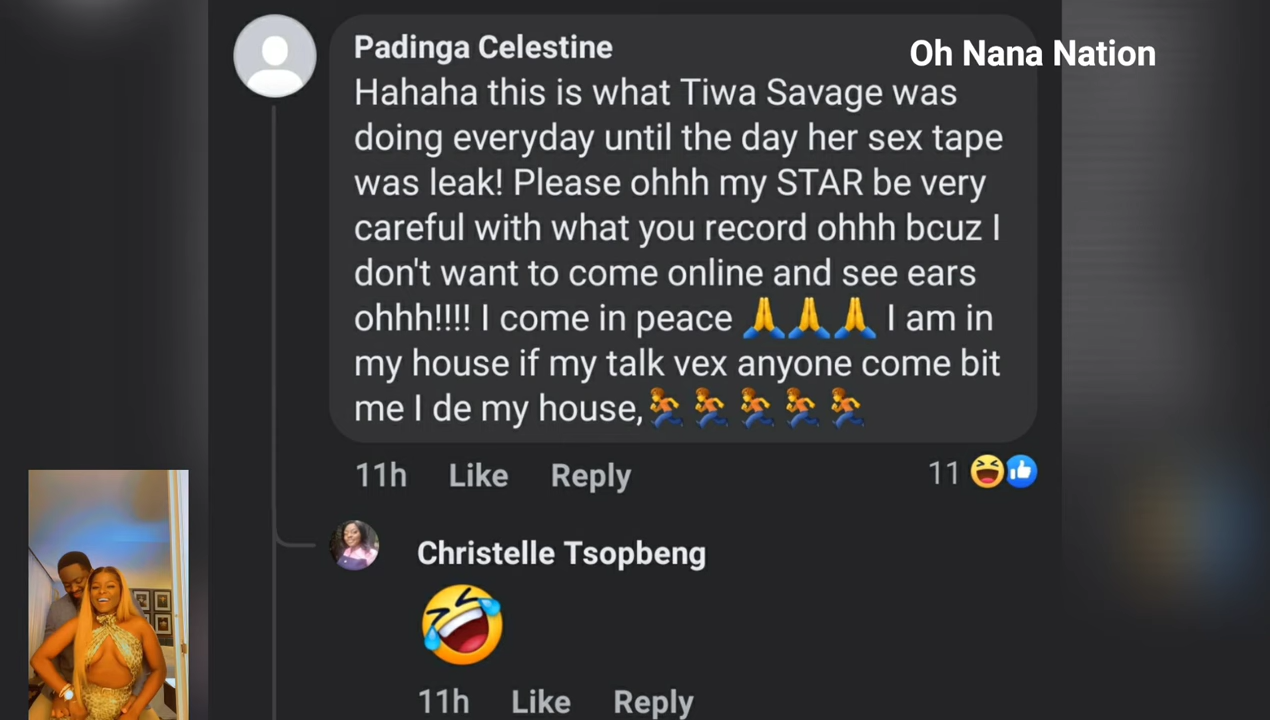 Padinga Celestine
Oh Nana Nation
Hahaha this is what Tiwa Savage was
doing everyday until the day her sex tape
was leak! Please ohhh my STAR be very
careful with what you record ohhh bcuz I
don't want to come online and see ears
ohhh!!!! I come in peace 🙏🙏🙏 I am in
my house if my talk vex anyone come bit
me I de my house,🏃🏃🏃🏃🏃
11h Like Reply 11
Christelle Tsopbeng
🤣
11h Like Reply